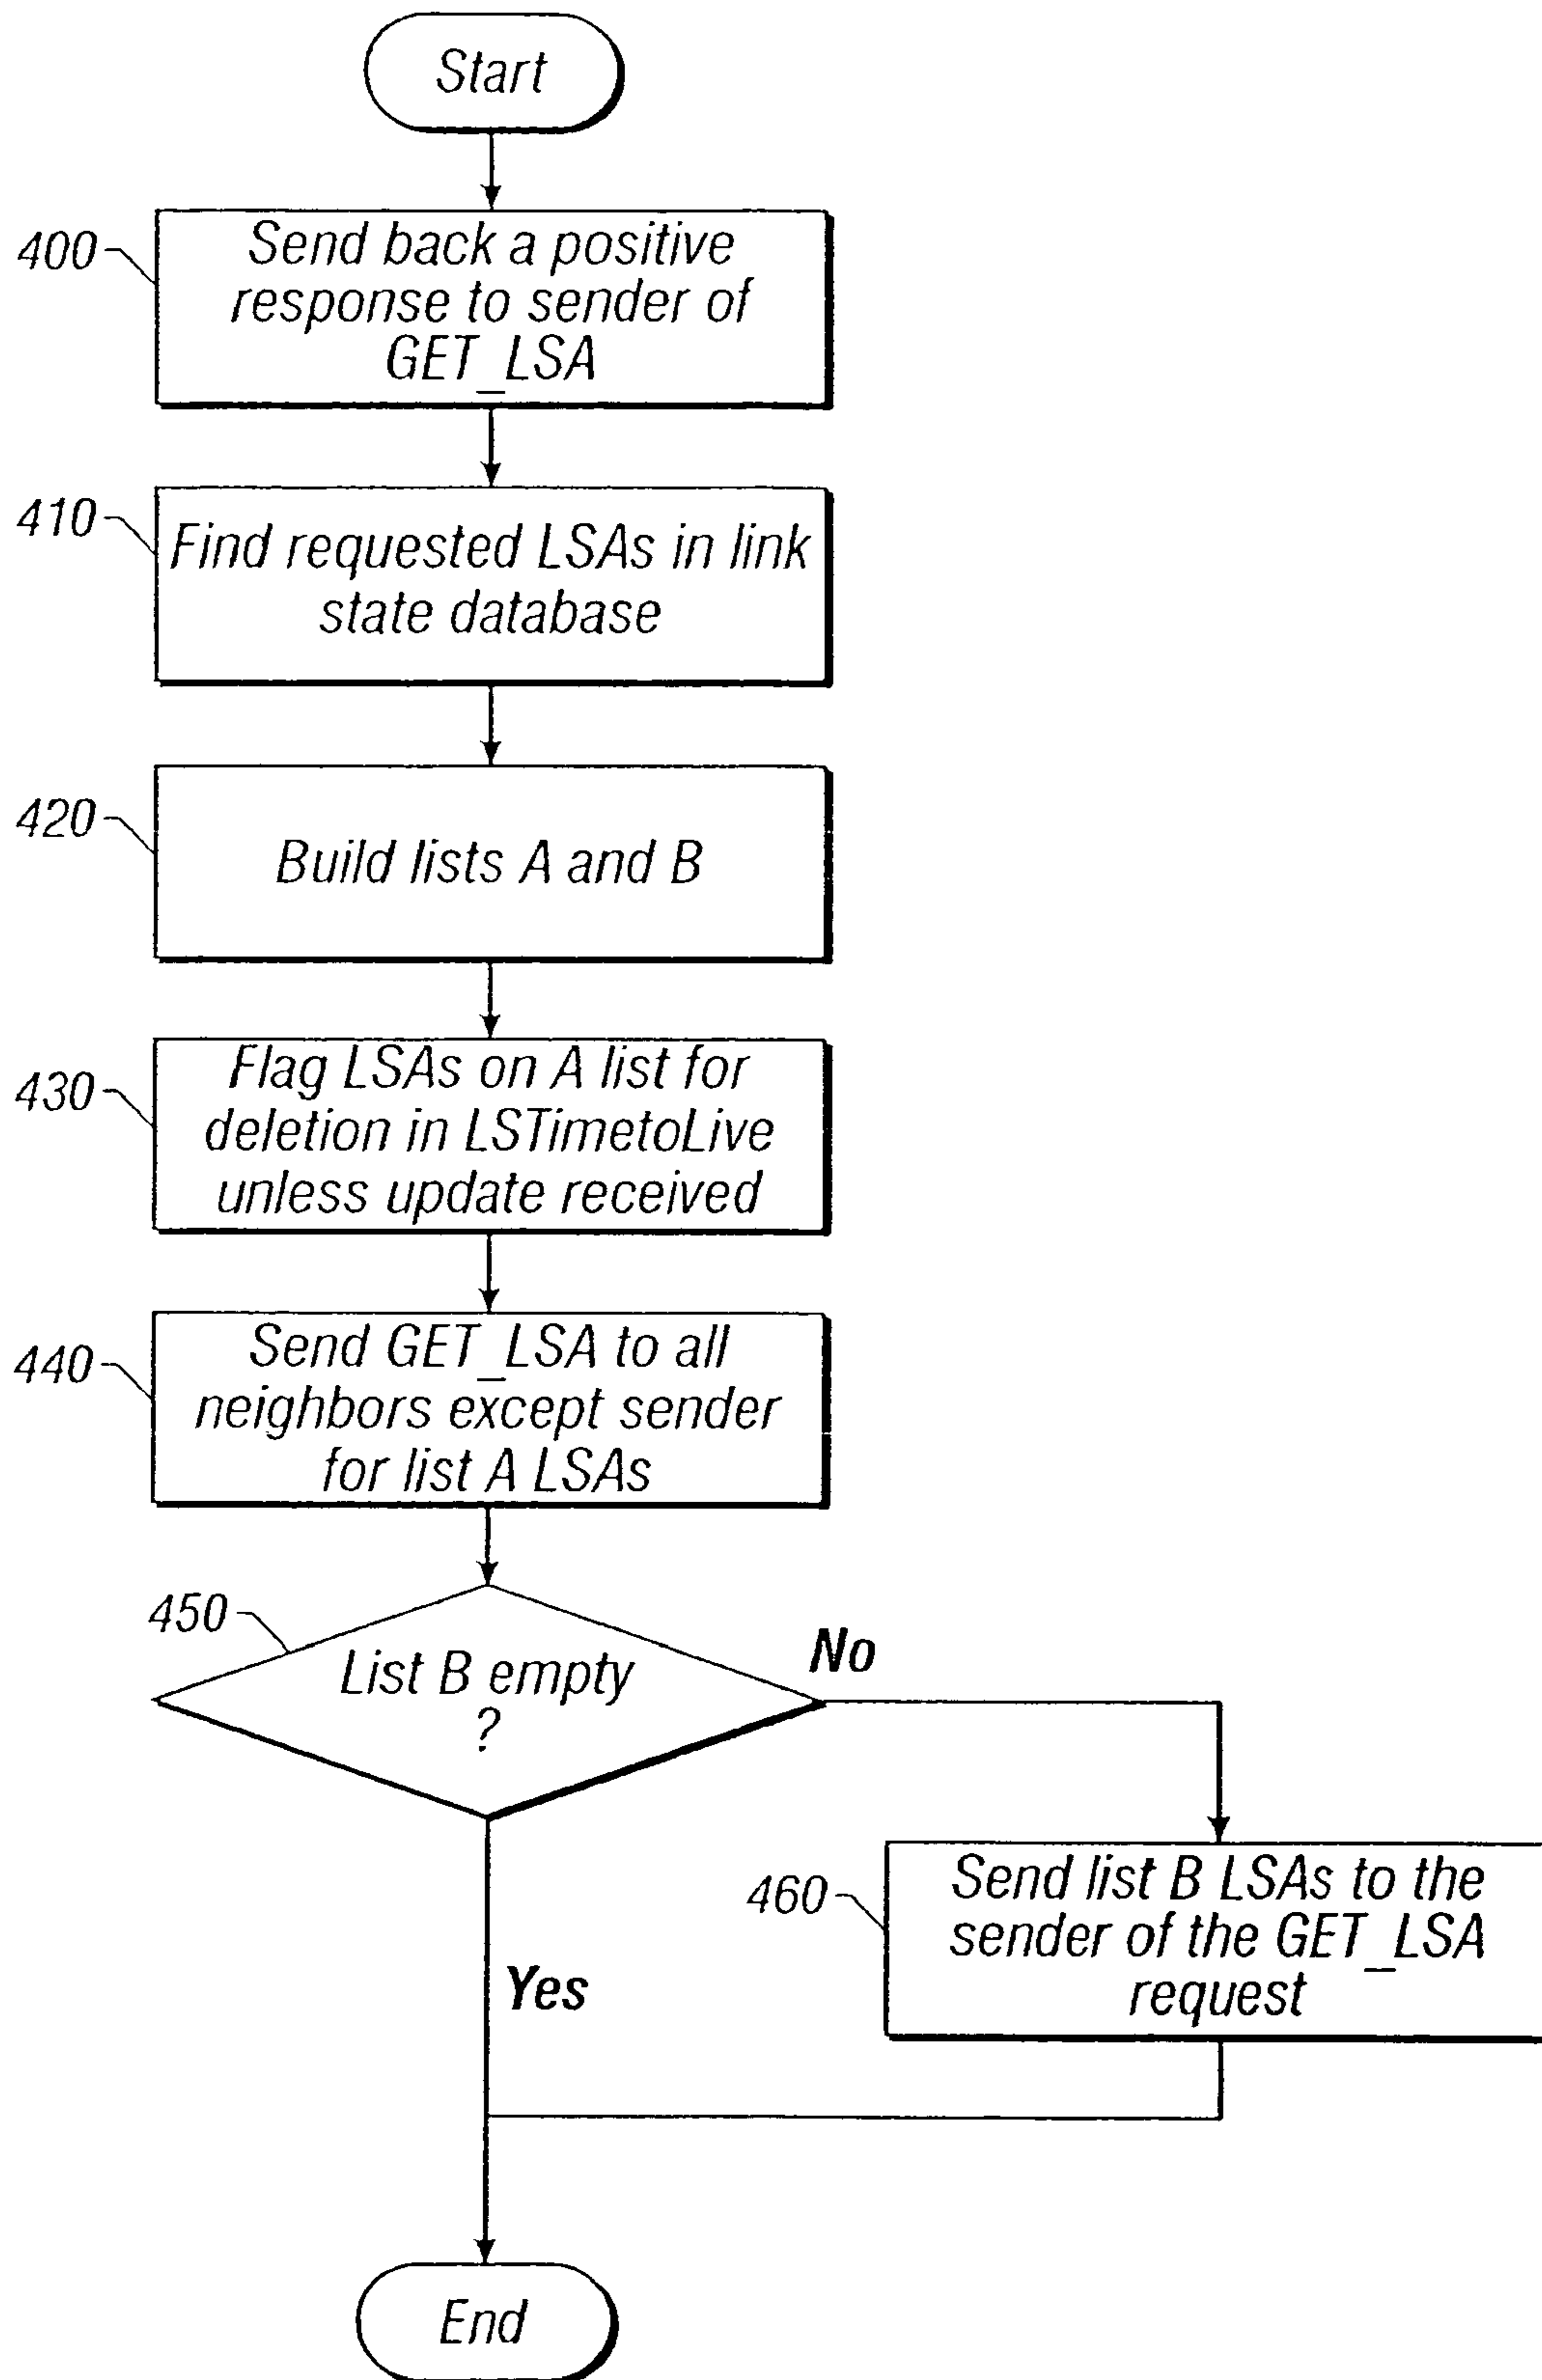 Start
400
Send back a positive
response to sender of
GET_LSA
410
Find requested LSAs in link
state database
420
Build lists A and B
430
Flag LSAs on A list for
deletion in LSTimetoLive
unless update received
440
Send GET_LSA to all
neighbors except sender
for list A LSAs
450
List B empty
?
No
460
Send list B LSAs to the
sender of the GET_LSA
request
Yes
End